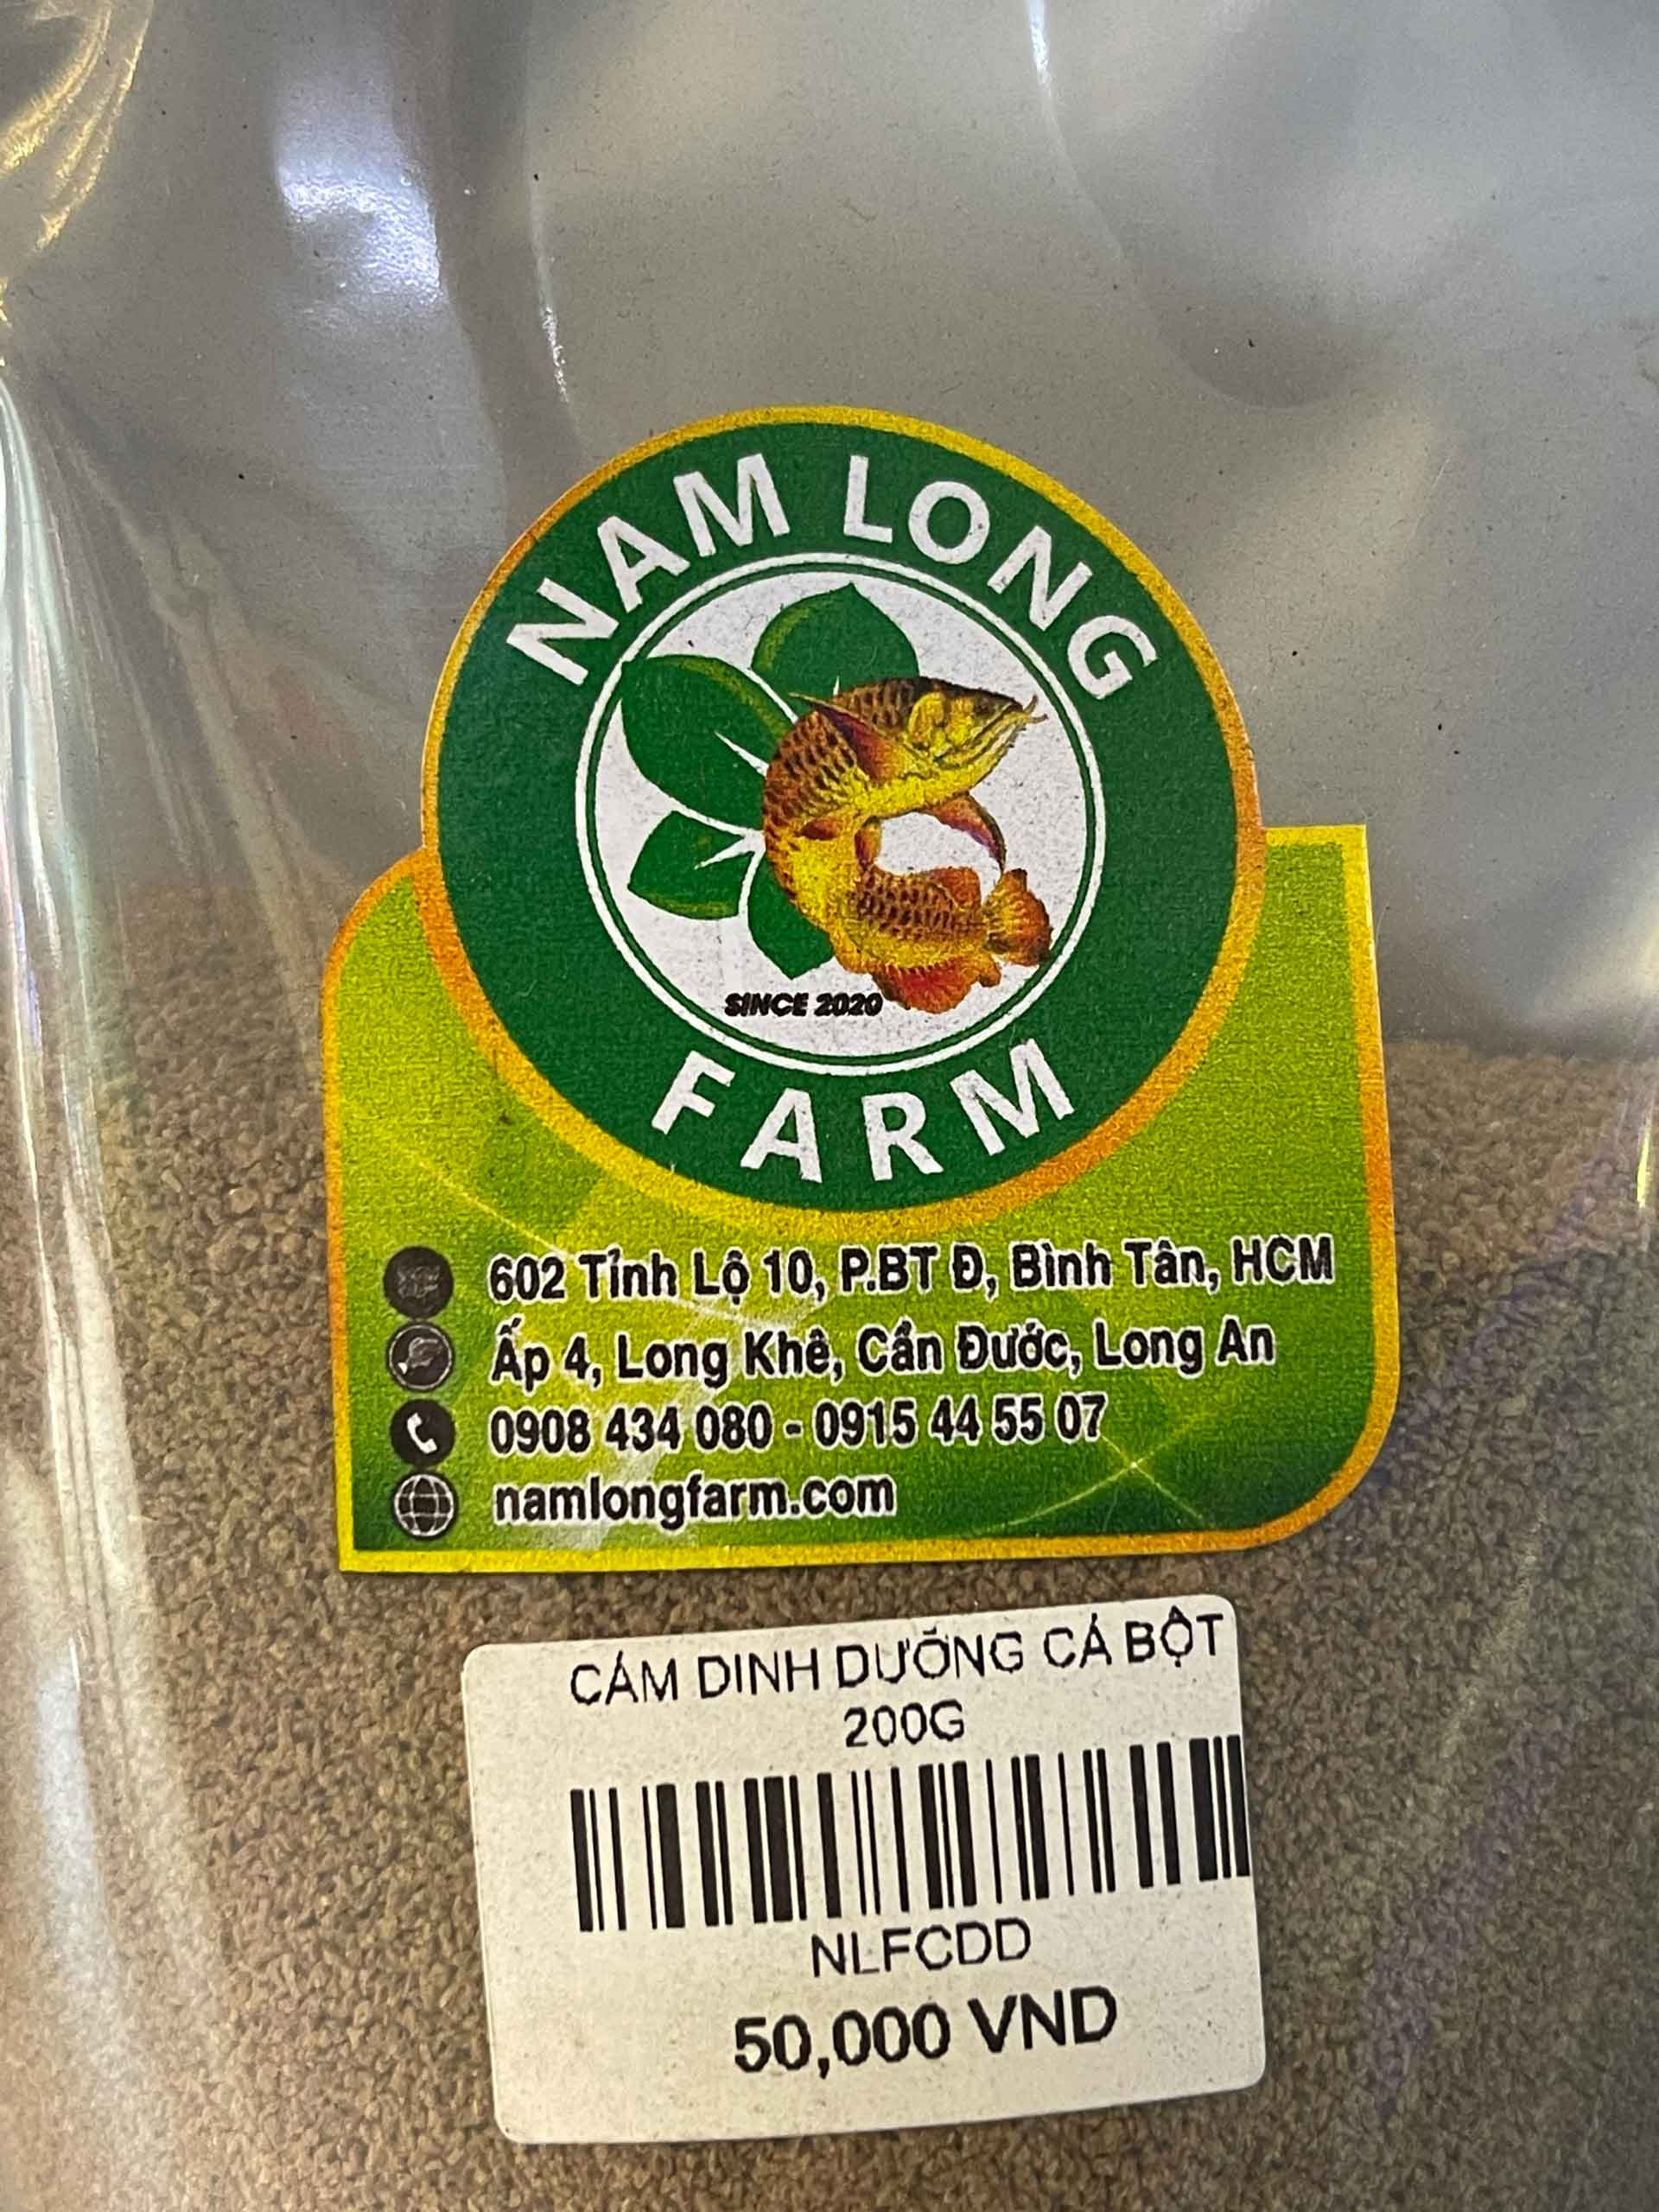 NAM LONG
SINCE 2020
FARM
602 Tỉnh Lộ 10, P.BT Đ, Bình Tân, HCM
Ấp 4, Long Khê, Cần Đước, Long An
0908 434 080 - 0915 44 55 07
namlongfarm.com
CÁM DINH DƯỠNG CÁ BỘT
200G
NLFCDD
50,000 VND